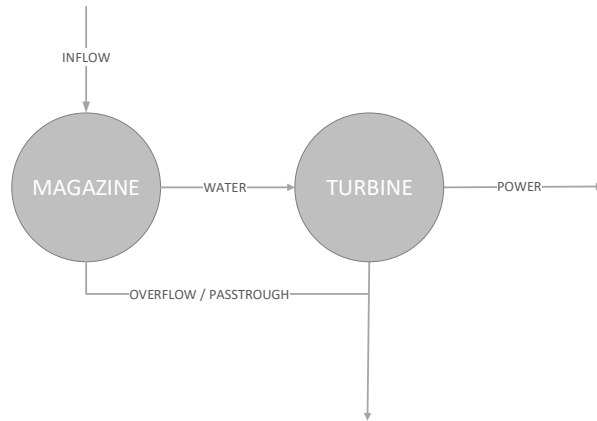 INFLOW
MAGAZINE
WATER
TURBINE
POWER
OVERFLOW / PASSTROUGH